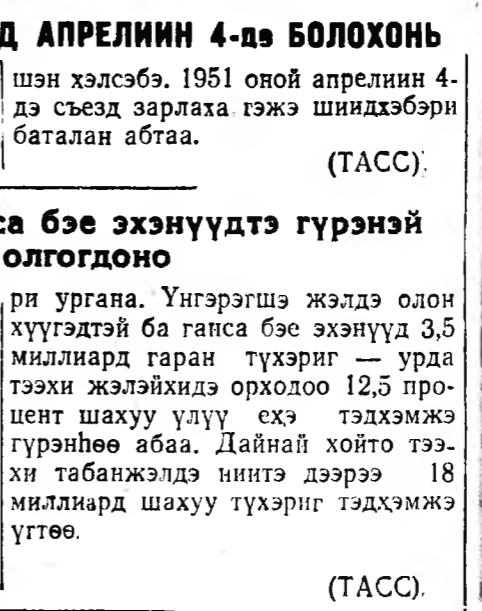 Д АПРЕЛИИН 4-дэ БОЛОХОНЬ
шэн хэлсэбэ. 1951 оной апрелиин 4-
дэ съезд зарлаха гэжэ шиидхэбэри
баталан абтаа.
(ТАСС).
са бэе эхэнүүдтэ гүрэнэй
олгогдоно
ри ургана. Үнгэрэгшэ жэлдэ олон
хүүгэдтэй ба ганса бэе эхэнүүд 3,5
миллиард гаран түхэриг — урда
тээхи жэлэйхидэ орходоо 12,5 про-
цент шахуу үлүү ехэ тэдхэмжэ
гүрэнһөө абаа. Дайнай хойто тээ-
хи табанжэлдэ ниитэ дээрээ 18
миллиард шахуу түхэриг тэдхэмжэ
үгтөө.
(ТАСС).